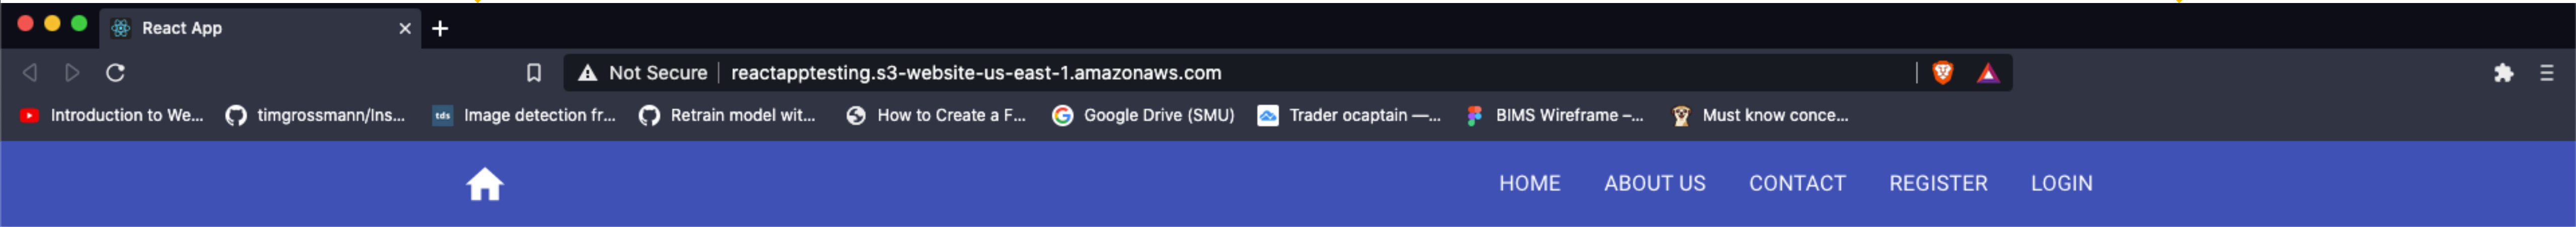 React App
Not Secure reactapptesting.s3-website-us-east-1.amazonaws.com
Introduction to We... timgrossmann/Ins... tds Image detection fr... Retrain model wit... How to Create a F... Google Drive (SMU) Trader ocaptain —... BIMS Wireframe –... Must know conce...
HOME ABOUT US CONTACT REGISTER LOGIN